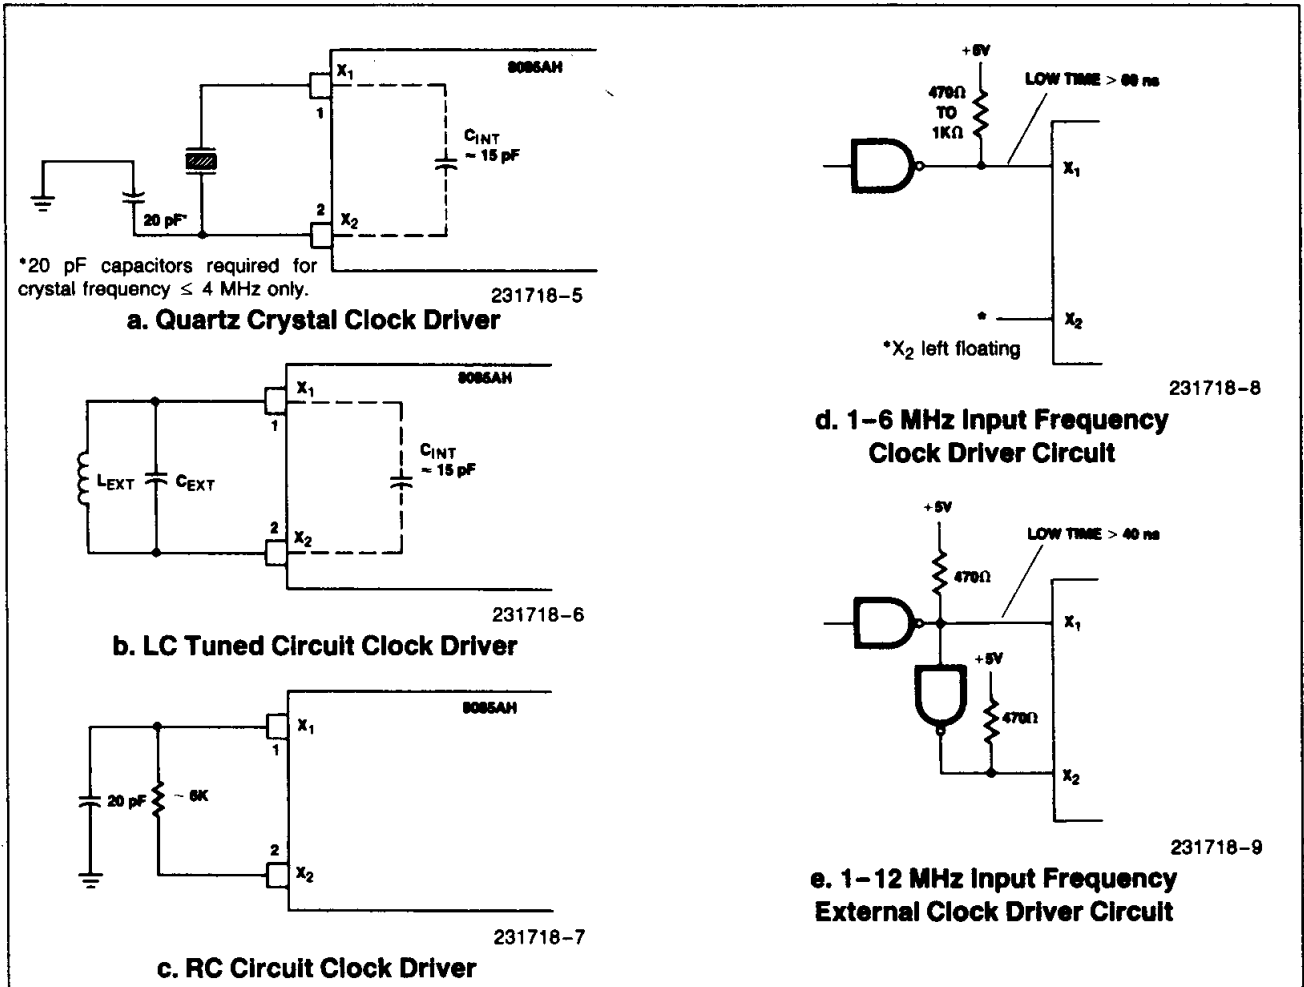 8085AH
X1
1
CINT
≈ 15 pF
2
X2
20 pF*
*20 pF capacitors required for
crystal frequency ≤ 4 MHz only.
231718-5
a. Quartz Crystal Clock Driver
8085AH
X1
1
CINT
≈ 15 pF
LEXT
CEXT
2
X2
231718-6
b. LC Tuned Circuit Clock Driver
8085AH
X1
1
20 pF
2
X2
231718-7
c. RC Circuit Clock Driver
+5V
LOW TIME >
470Ω
TO
1KΩ
X1
*
X2
*X2 left floating
231718-8
d. 1-6 MHz Input Frequency
Clock Driver Circuit
+5V
LOW TIME > 40 ns
470Ω
X1
+5V
470Ω
X2
231718-9
e. 1-12 MHz Input Frequency
External Clock Driver Circuit